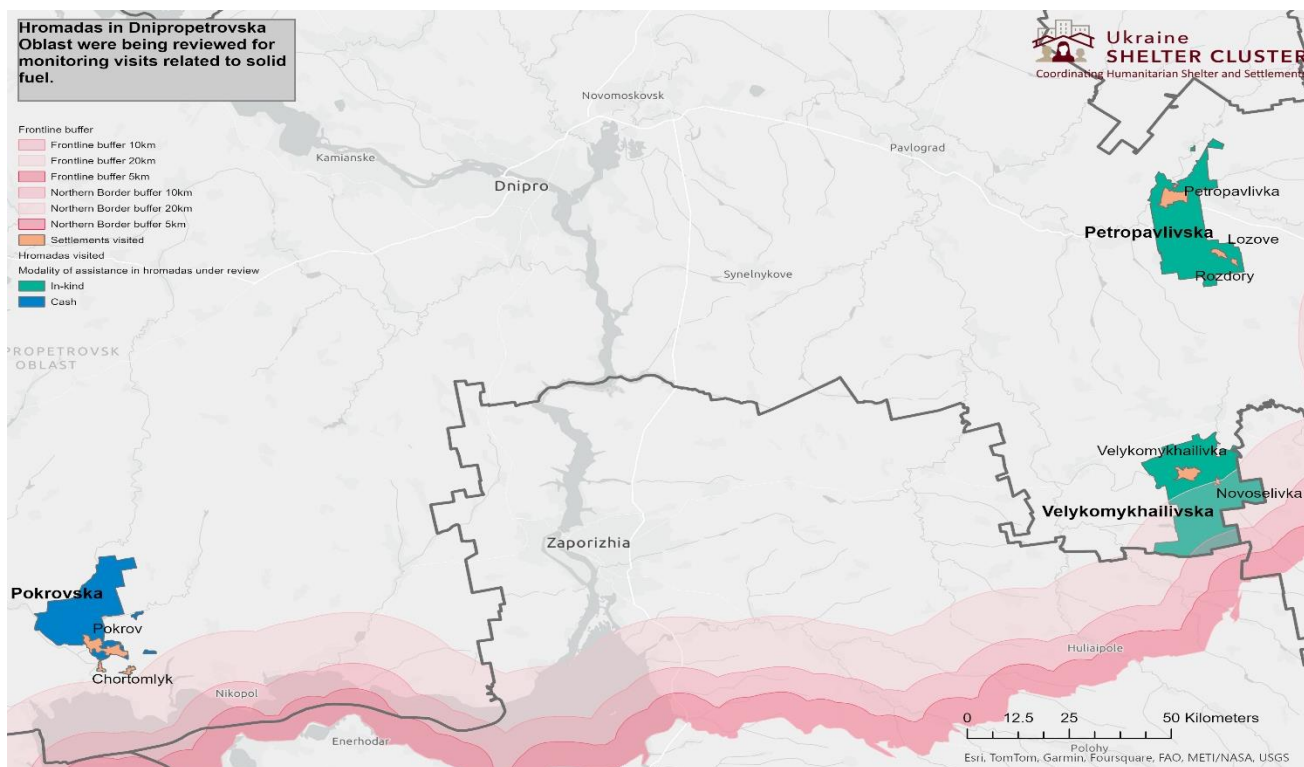 Hromadas in Dnipropetrovska
Oblast were being reviewed for
monitoring visits related to solid
fuel.
Ukraine
SHELTER CLUSTER
Coordinating Humanitarian Shelter and Settlements
Frontline buffer
Frontline buffer 10km
Frontline buffer 20km
Frontline buffer 5km
Northern Border buffer 10km
Northern Border buffer 20km
Northern Border buffer 5km
Settlements visited
Hromadas visited
Modality of assistance in hromadas under review
In-kind
Cash
Novomoskovsk
Kamianske
Pavlograd
Dnipro
Petropavlivka
Petropavlivska
Lozove
Synelnykove
Rozdory
PROPETROVSK
OBLAST
Velykomykhailivka
Novoselivka
Velykomykhailivska
Zaporizhia
Pokrovska
Pokrov
Huliaipole
Chortomlyk
Nikopol
Enerhodar
0 12.5 25 50 Kilometers
Polohy
Esri, TomTom, Garmin, Foursquare, FAO, METI/NASA, USGS